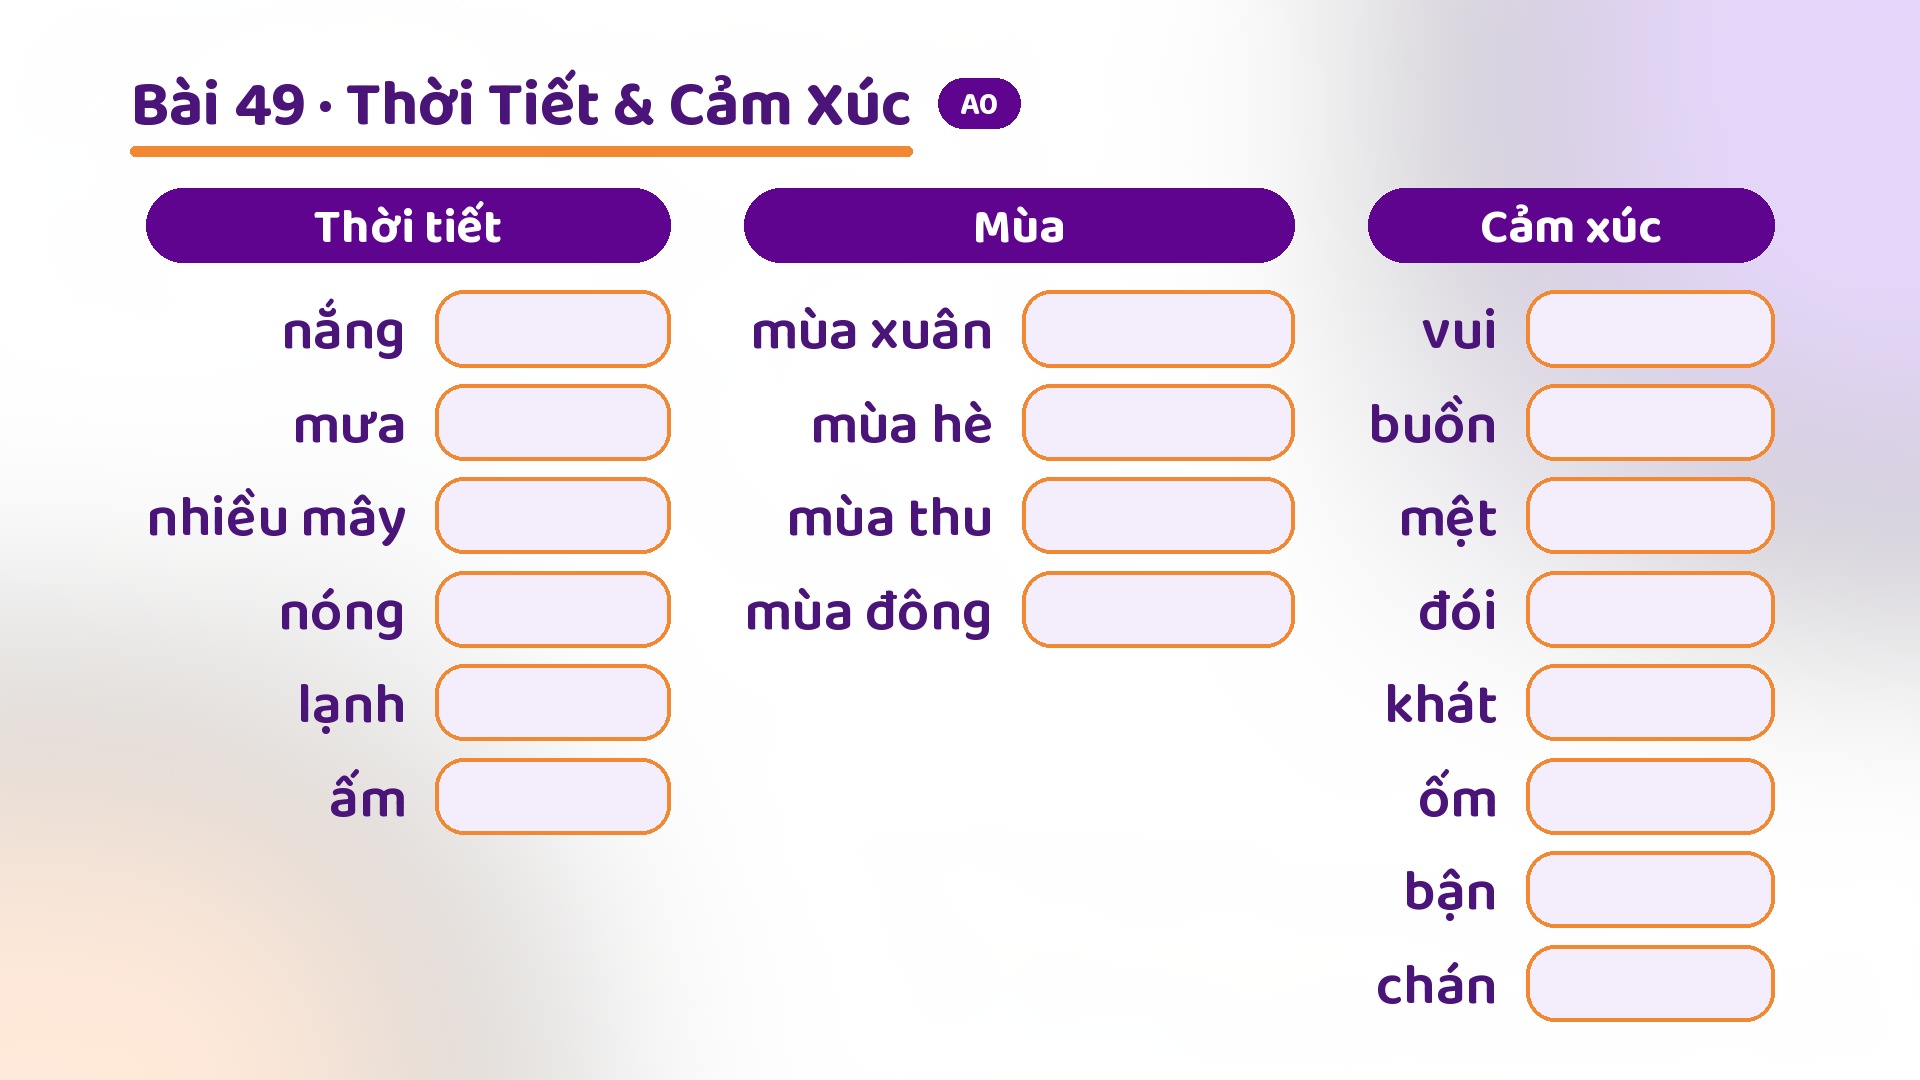 Bài 49 · Thời Tiết & Cảm Xúc A0
Thời tiết
nắng
mưa
nhiều mây
nóng
lạnh
ấm
Mùa
mùa xuân
mùa hè
mùa thu
mùa đông
Cảm xúc
vui
buồn
mệt
đói
khát
ốm
bận
chán